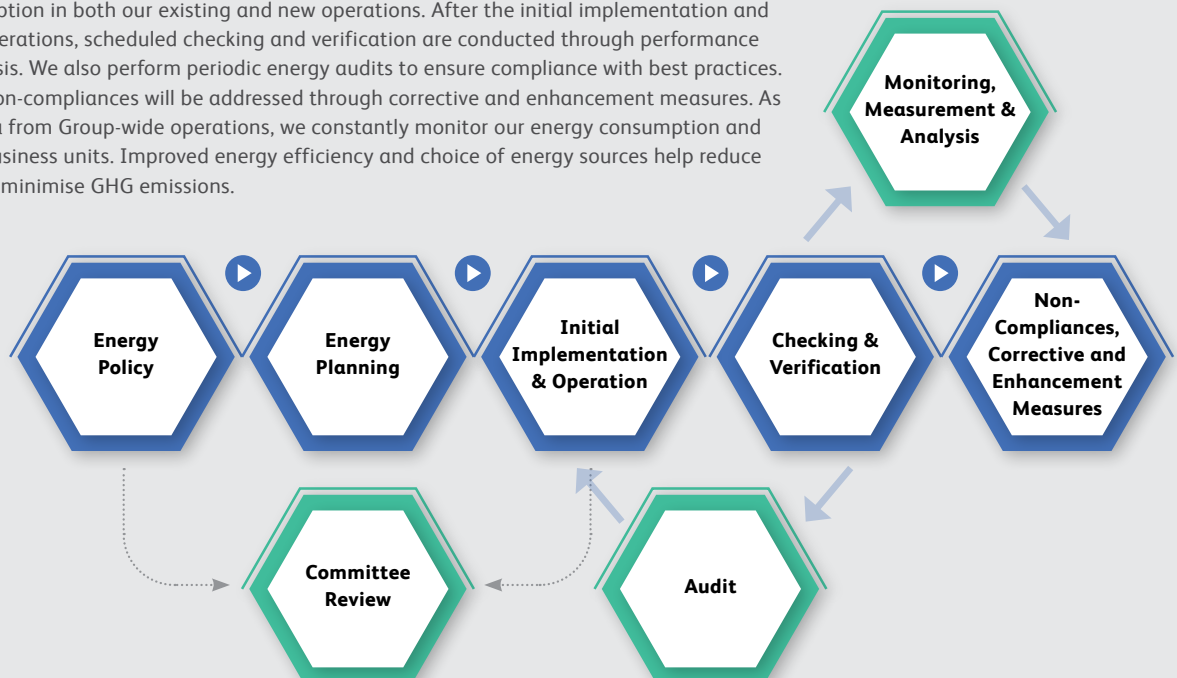 ption in both our existing and new operations. After the initial implementation and
erations, scheduled checking and verification are conducted through performance
sis. We also perform periodic energy audits to ensure compliance with best practices.
on-compliances will be addressed through corrective and enhancement measures. As
from Group-wide operations, we constantly monitor our energy consumption and
usiness units. Improved energy efficiency and choice of energy sources help reduce
minimise GHG emissions.
Monitoring,
Measurement &
Analysis
Energy
Policy
Energy
Planning
Initial
Implementation
& Operation
Checking &
Verification
Non-
Compliances,
Corrective and
Enhancement
Measures
Committee
Review
Audit